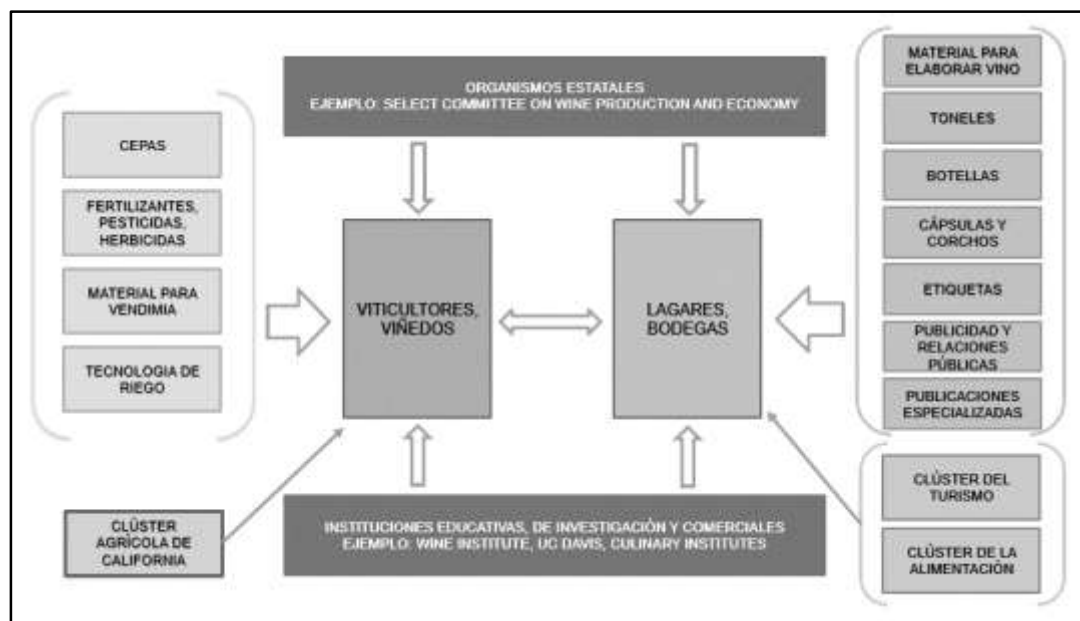 ORGANISMOS ESTATALES
EJEMPLO: SELECT COMMITTEE ON WINE PRODUCTION AND ECONOMY
CEPAS
FERTILIZANTES,
PESTICIDAS,
HERBICIDAS
MATERIAL PARA
VENDIMIA
TECNOLOGIA DE
RIEGO
CLÚSTER
AGRÍCOLA DE
CALIFORNIA
VITICULTORES,
VIÑEDOS
LAGARES,
BODEGAS
INSTITUCIONES EDUCATIVAS, DE INVESTIGACIÓN Y COMERCIALES
EJEMPLO: WINE INSTITUTE, UC DAVIS, CULINARY INSTITUTES
MATERIAL PARA
ELABORAR VINO
TONELES
BOTELLAS
CÁPSULAS Y
CORCHOS
ETIQUETAS
PUBLICIDAD Y
RELACIONES
PÚBLICAS
PUBLICACIONES
ESPECIALIZADAS
CLÚSTER DEL
TURISMO
CLÚSTER DE LA
ALIMENTACIÓN